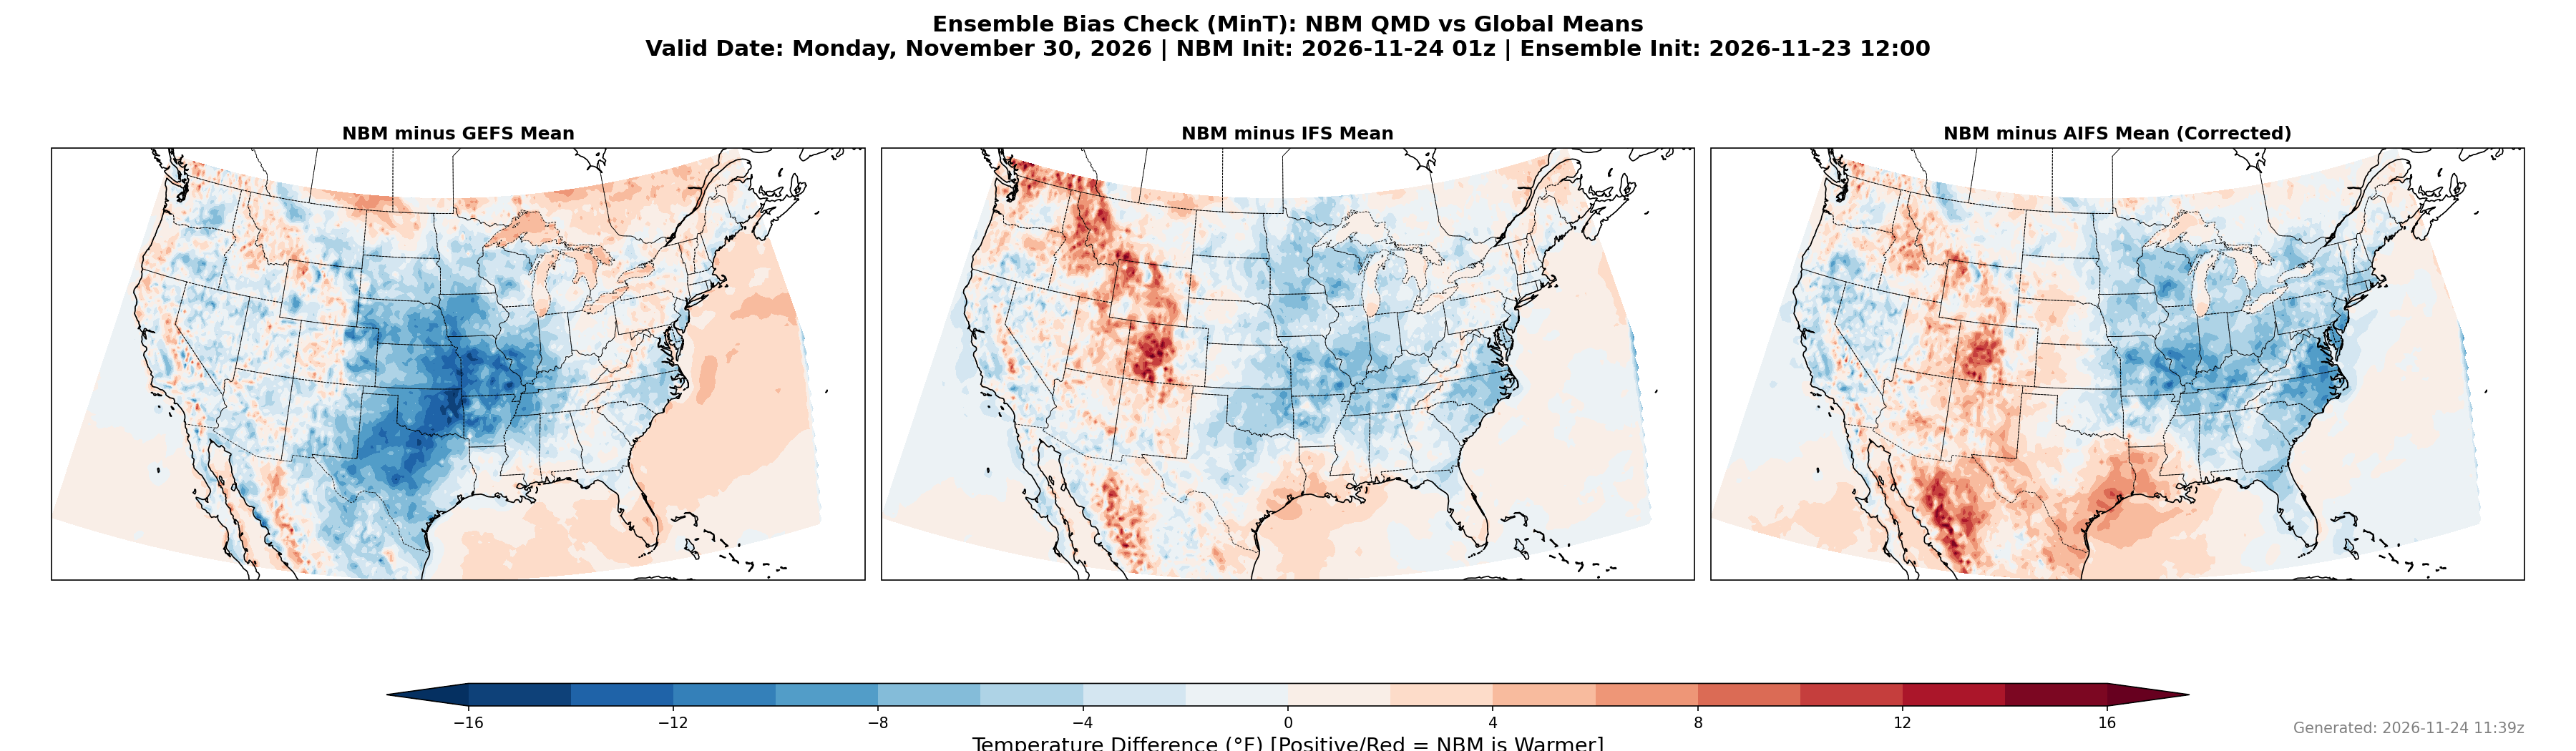 Ensemble Bias Check (MinT): NBM QMD vs Global Means
Valid Date: Monday, November 30, 2026 | NBM Init: 2026-11-24 01z | Ensemble Init: 2026-11-23 12:00
NBM minus GEFS Mean
NBM minus IFS Mean
NBM minus AIFS Mean (Corrected)
−16 −12 −8 −4 0 4 8 12 16
Generated: 2026-11-24 11:39z
Temperature Difference (°F) [Positive/Red = NBM is Warmer]